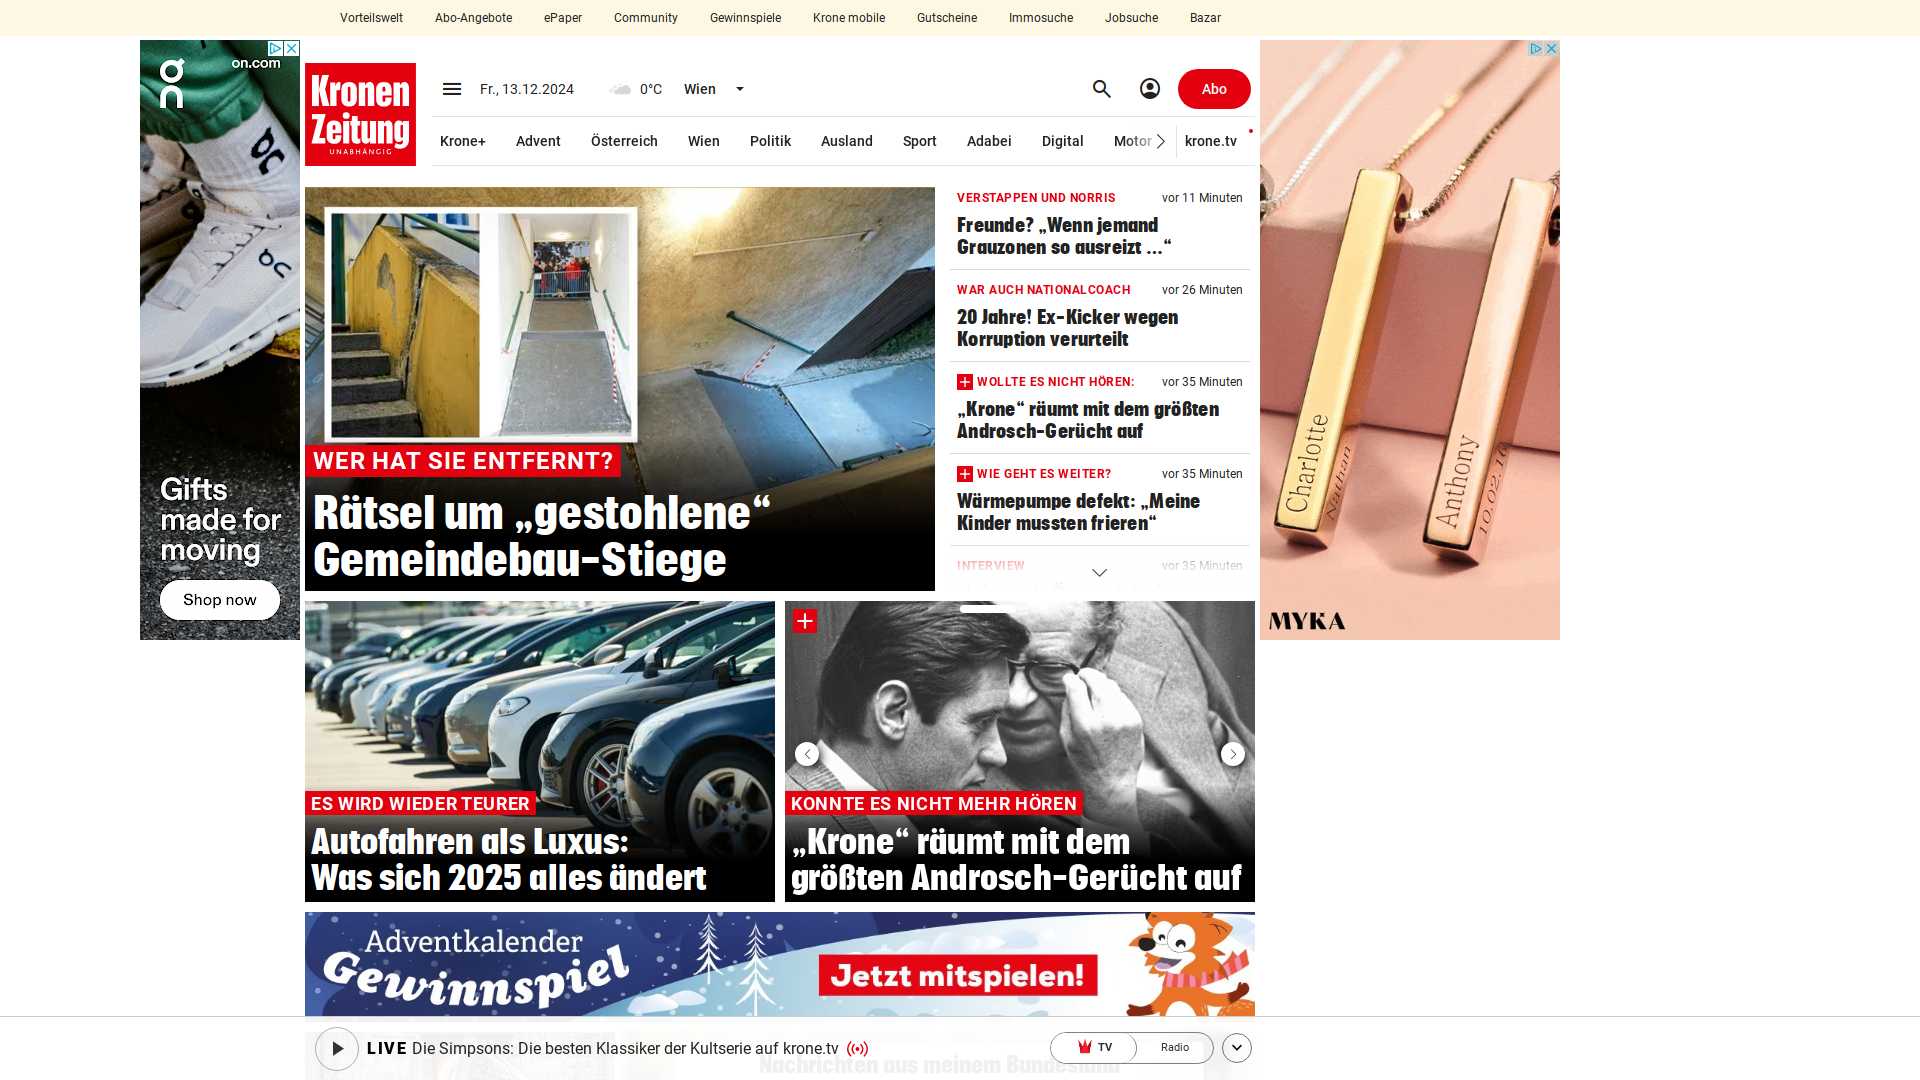 Vorteilswelt Abo-Angebote ePaper Community Gewinnspiele Krone mobile Gutscheine Immosuche Jobsuche Bazar
on.com
Gifts
made for
moving
Shop now
Kronen
Zeitung
UNABHÄNGIG
Fr., 13.12.2024 0°C Wien
Abo
Krone+ Advent Österreich Wien Politik Ausland Sport Adabei Digital Motor krone.tv
WER HAT SIE ENTFERNT?
Rätsel um „gestohlene“
Gemeindebau-Stiege
VERSTAPPEN UND NORRIS vor 11 Minuten
Freunde? „Wenn jemand
Grauzonen so ausreizt ...“
WAR AUCH NATIONALCOACH vor 26 Minuten
20 Jahre! Ex-Kicker wegen
Korruption verurteilt
WOLLTE ES NICHT HÖREN: vor 35 Minuten
„Krone“ räumt mit dem größten
Androsch-Gerücht auf
WIE GEHT ES WEITER? vor 35 Minuten
Wärmepumpe defekt: „Meine
Kinder mussten frieren“
INTERVIEW vor 35 Minuten
Charlotte
Nathan
Anthony
10.02.16
MYKA
ES WIRD WIEDER TEURER
Autofahren als Luxus:
Was sich 2025 alles ändert
KONNTE ES NICHT MEHR HÖREN
„Krone“ räumt mit dem
größten Androsch-Gerücht auf
Adventkalender
Gewinnspiel
Jetzt mitspielen!
LIVE Die Simpsons: Die besten Klassiker der Kultserie auf krone.tv
TV Radio
Nachrichten aus meinem Bundesland